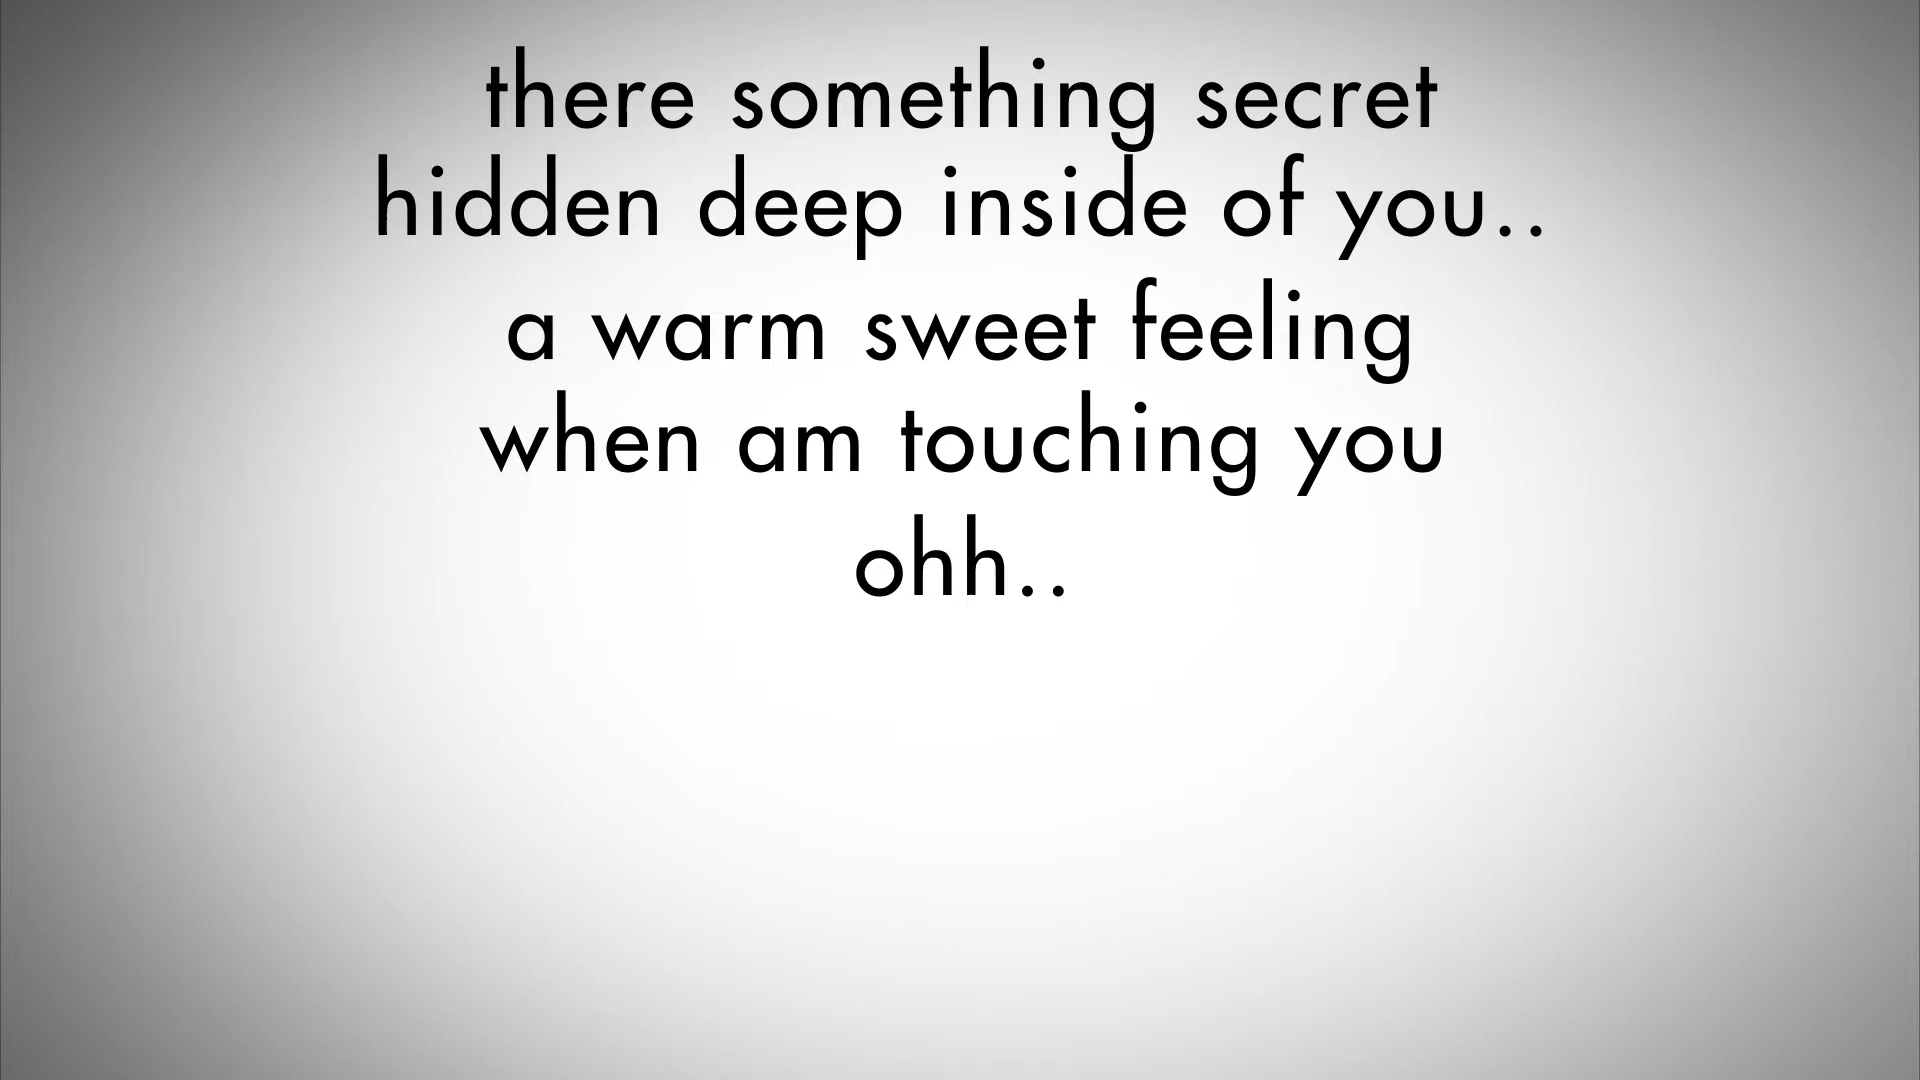 there something secret
hidden deep inside of you..
a warm sweet feeling
when am touching you
ohh..